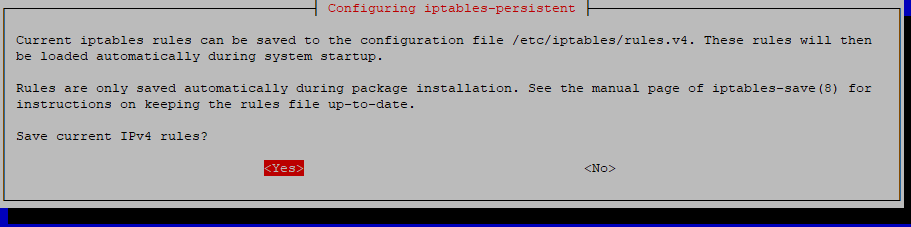 Configuring iptables-persistent
Current iptables rules can be saved to the configuration file /etc/iptables/rules.v4. These rules will then
be loaded automatically during system startup.
Rules are only saved automatically during package installation. See the manual page of iptables-save(8) for
instructions on keeping the rules file up-to-date.
Save current IPv4 rules?
<Yes> <No>